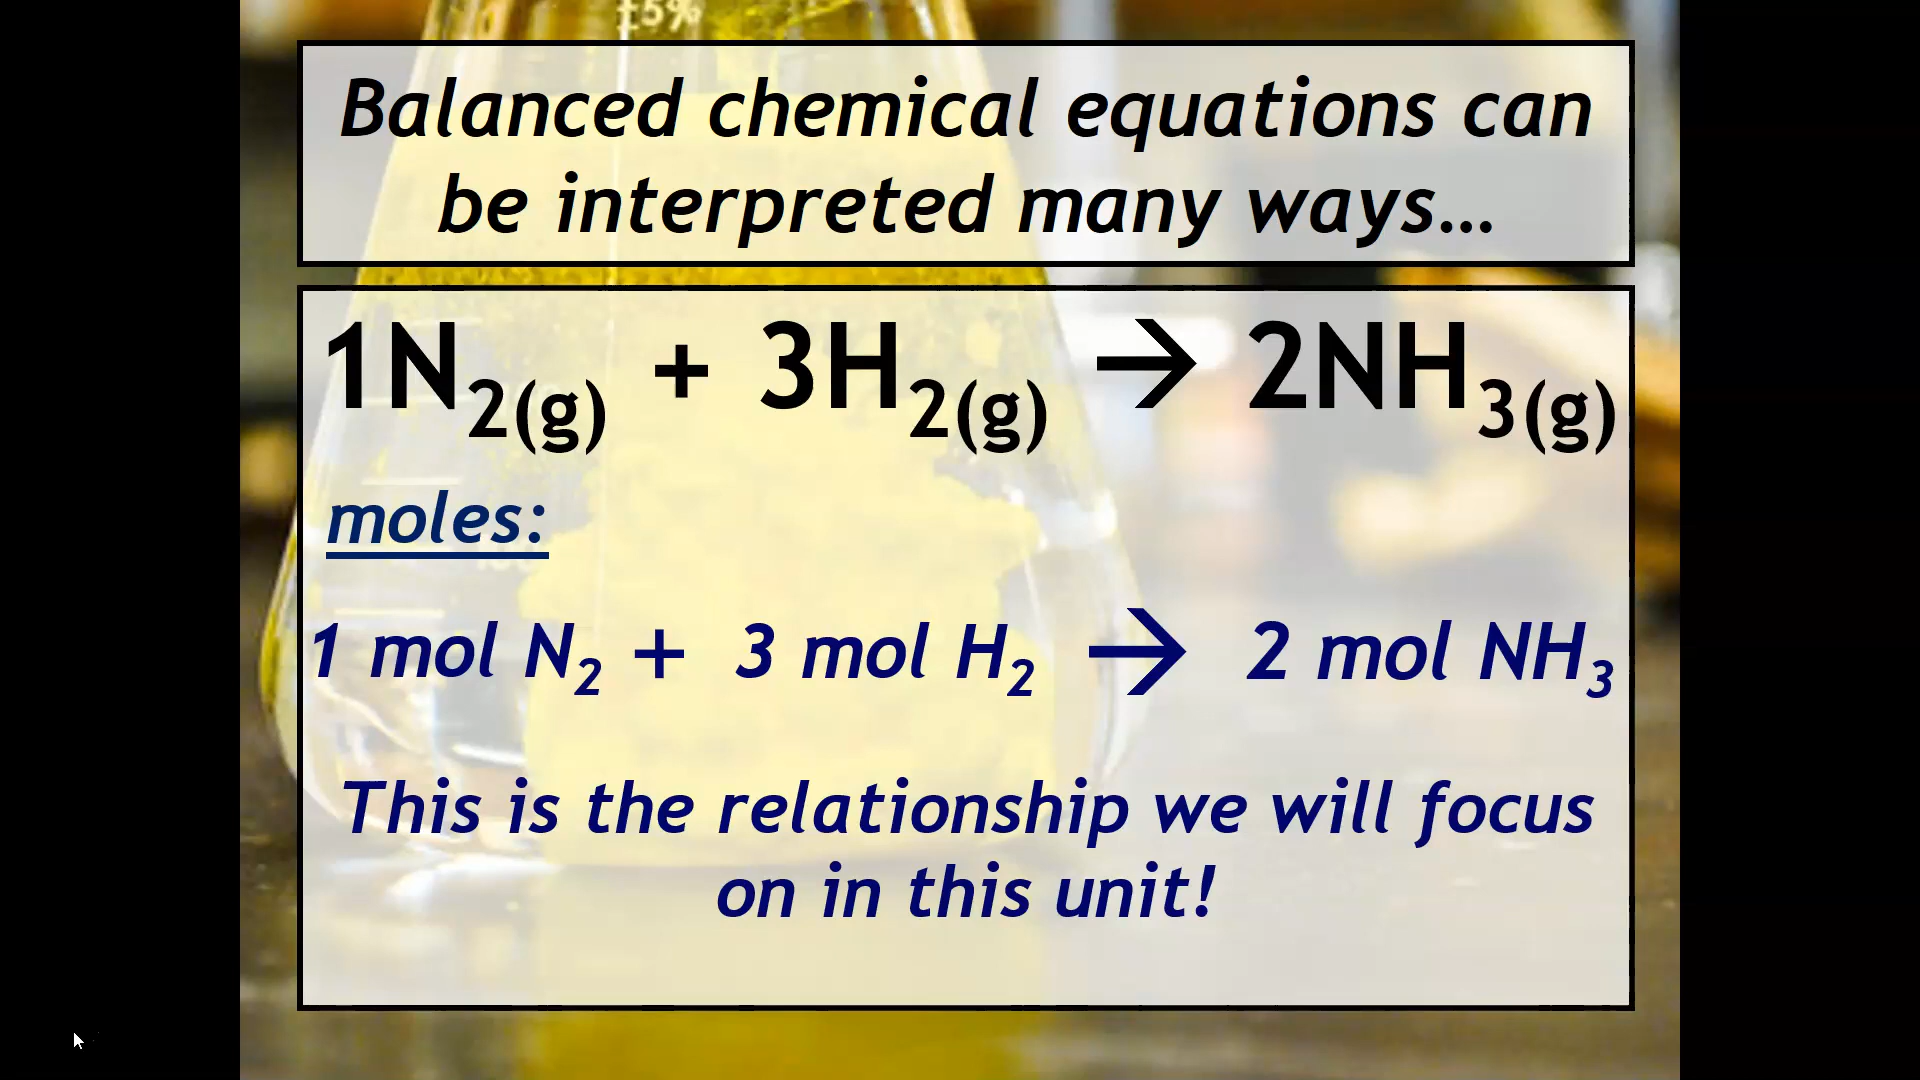 ±5%
Balanced chemical equations can
be interpreted many ways...
1N2(g) + 3H2(g) → 2NH3(g)
moles:
1 mol N2 + 3 mol H2 → 2 mol NH3
This is the relationship we will focus
on in this unit!